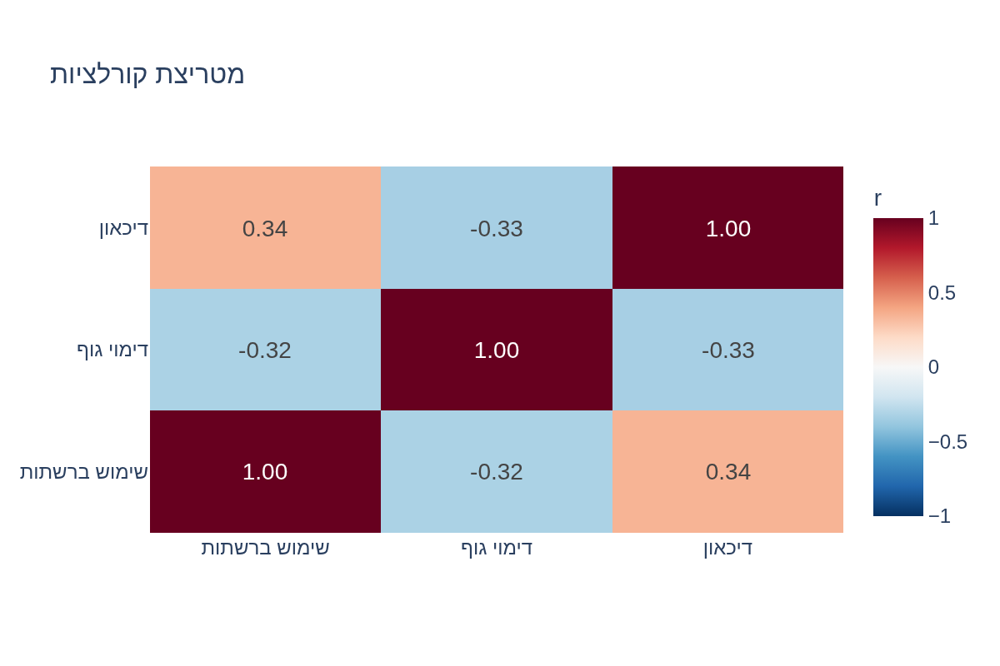 מטריצת קורלציות
דיכאון
0.34
-0.33
1.00
דימוי גוף
-0.32
1.00
-0.33
שימוש ברשתות
1.00
-0.32
0.34
שימוש ברשתות
דימוי גוף
דיכאון
r
1
0.5
0
−0.5
−1